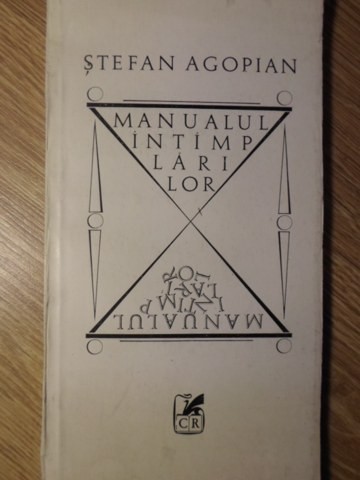 ȘTEFAN AGOPIAN
MANUALUL
ÎNTÎMP
LĂRI
LOR
LOR
LĂRI
ÎNTÎMP
MANUALUL
CR